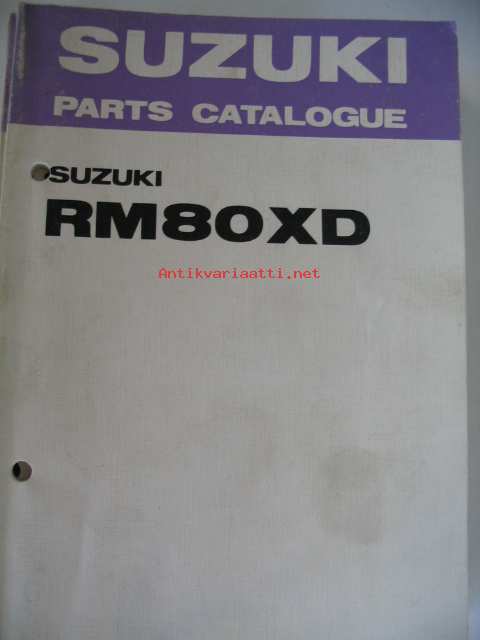 SUZUKI
PARTS CATALOGUE
SUZUKI
RM80XD
Antikvariaatti.net